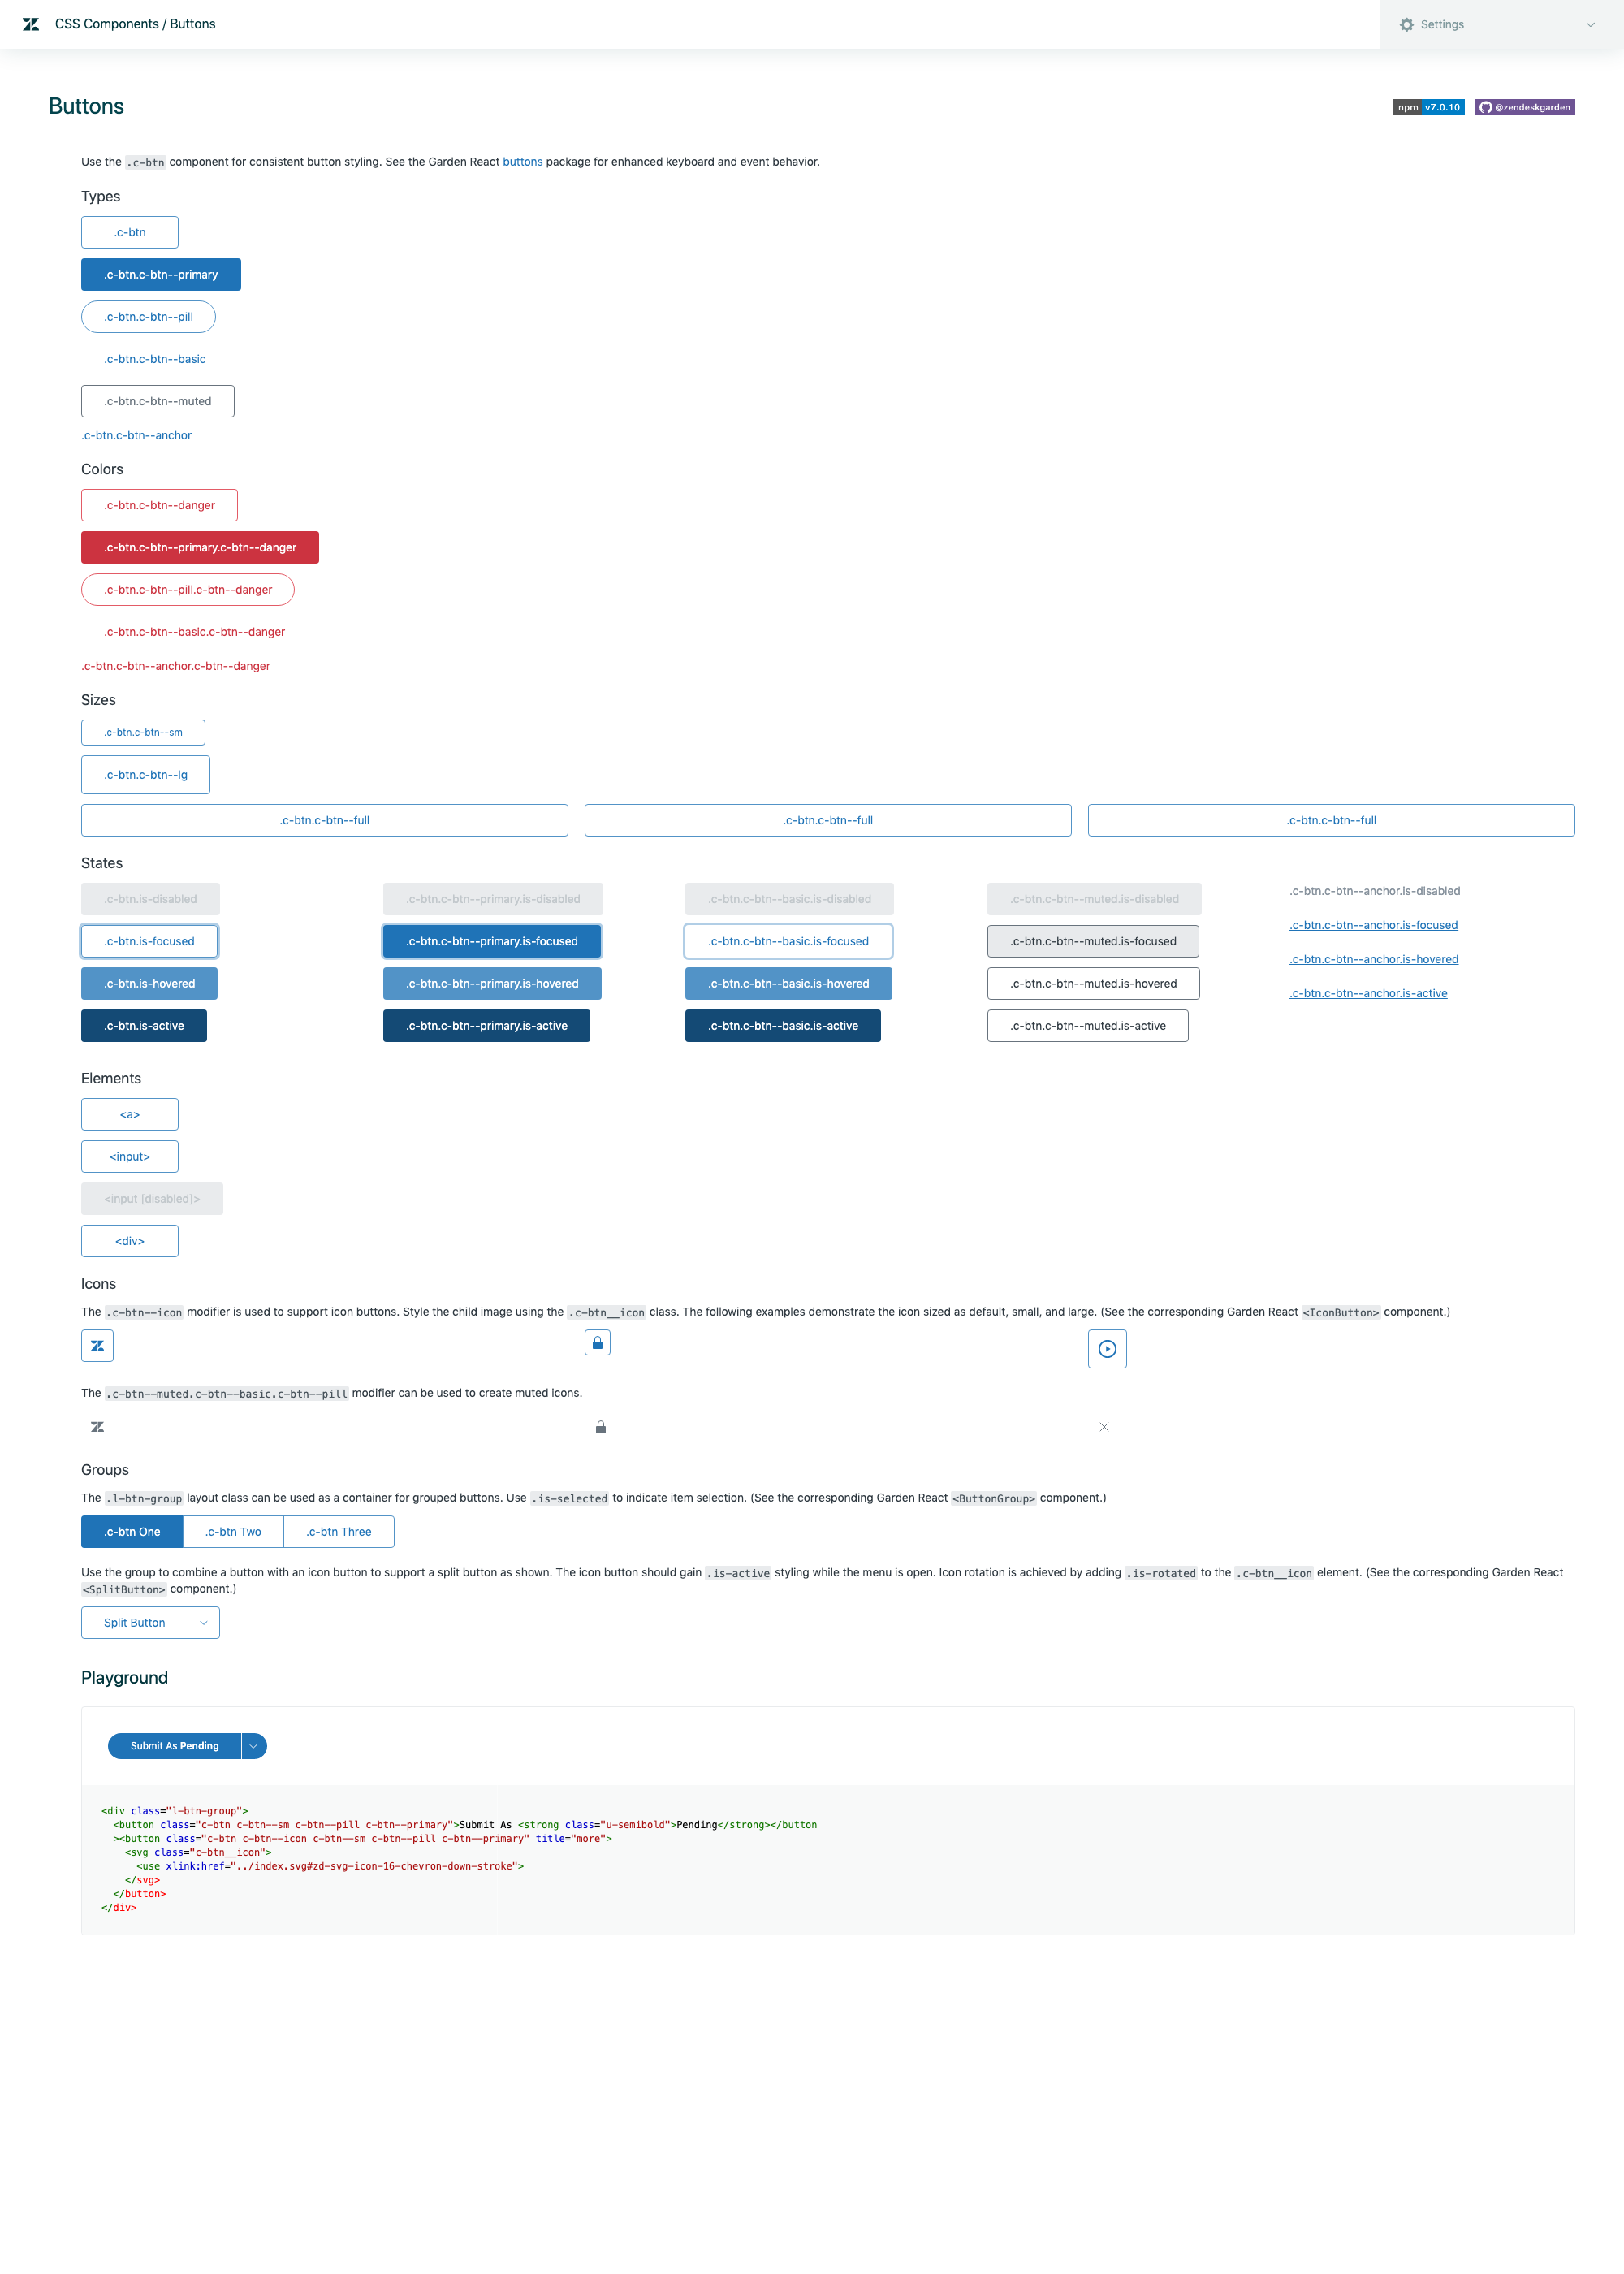 CSS Components / Buttons
Settings
Buttons
npm v7.0.10
@zendeskgarden
Use the .c-btn component for consistent button styling. See the Garden React buttons package for enhanced keyboard and event behavior.
Types
.c-btn
.c-btn.c-btn--primary
.c-btn.c-btn--pill
.c-btn.c-btn--basic
.c-btn.c-btn--muted
.c-btn.c-btn--anchor
Colors
.c-btn.c-btn--danger
.c-btn.c-btn--primary.c-btn--danger
.c-btn.c-btn--pill.c-btn--danger
.c-btn.c-btn--basic.c-btn--danger
.c-btn.c-btn--anchor.c-btn--danger
Sizes
.c-btn.c-btn--sm
.c-btn.c-btn--lg
.c-btn.c-btn--full .c-btn.c-btn--full .c-btn.c-btn--full
States
.c-btn.is-disabled .c-btn.c-btn--primary.is-disabled .c-btn.c-btn--basic.is-disabled .c-btn.c-btn--muted.is-disabled .c-btn.c-btn--anchor.is-disabled
.c-btn.is-focused .c-btn.c-btn--primary.is-focused .c-btn.c-btn--basic.is-focused .c-btn.c-btn--muted.is-focused .c-btn.c-btn--anchor.is-focused
.c-btn.is-hovered .c-btn.c-btn--primary.is-hovered .c-btn.c-btn--basic.is-hovered .c-btn.c-btn--muted.is-hovered .c-btn.c-btn--anchor.is-hovered
.c-btn.is-active .c-btn.c-btn--primary.is-active .c-btn.c-btn--basic.is-active .c-btn.c-btn--muted.is-active .c-btn.c-btn--anchor.is-active
Elements
<a>
<input>
<input [disabled]>
<div>
Icons
The .c-btn--icon modifier is used to support icon buttons. Style the child image using the .c-btn__icon class. The following examples demonstrate the icon sized as default, small, and large. (See the corresponding Garden React <IconButton> component.)
The .c-btn--muted.c-btn--basic.c-btn--pill modifier can be used to create muted icons.
Groups
The .l-btn-group layout class can be used as a container for grouped buttons. Use .is-selected to indicate item selection. (See the corresponding Garden React <ButtonGroup> component.)
.c-btn One .c-btn Two .c-btn Three
Use the group to combine a button with an icon button to support a split button as shown. The icon button should gain .is-active styling while the menu is open. Icon rotation is achieved by adding .is-rotated to the .c-btn__icon element. (See the corresponding Garden React
<SplitButton> component.)
Split Button
Playground
Submit As Pending
<div class="l-btn-group">
  <button class="c-btn c-btn--sm c-btn--pill c-btn--primary">Submit As <strong class="u-semibold">Pending</strong></button
  ><button class="c-btn c-btn--icon c-btn--sm c-btn--pill c-btn--primary" title="more">
    <svg class="c-btn__icon">
      <use xlink:href="../index.svg#zd-svg-icon-16-chevron-down-stroke">
    </svg>
  </button>
</div>